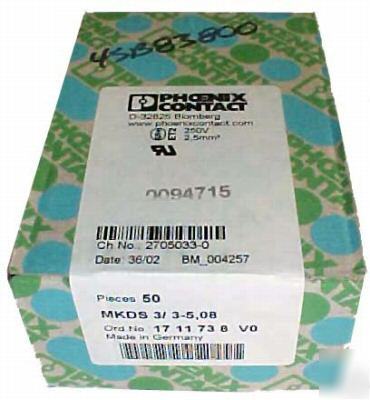 4SB83800
PHOENIX
CONTACT
D-32825 Blomberg
www.phoenixcontact.com
250V
2,5mm²
0094715
Ch No.: 2705033-0
Date: 36/02 BM_004257
Pieces 50
MKDS 3/ 3-5,08
Ord No.: 17 11 73 8 V0
Made in Germany